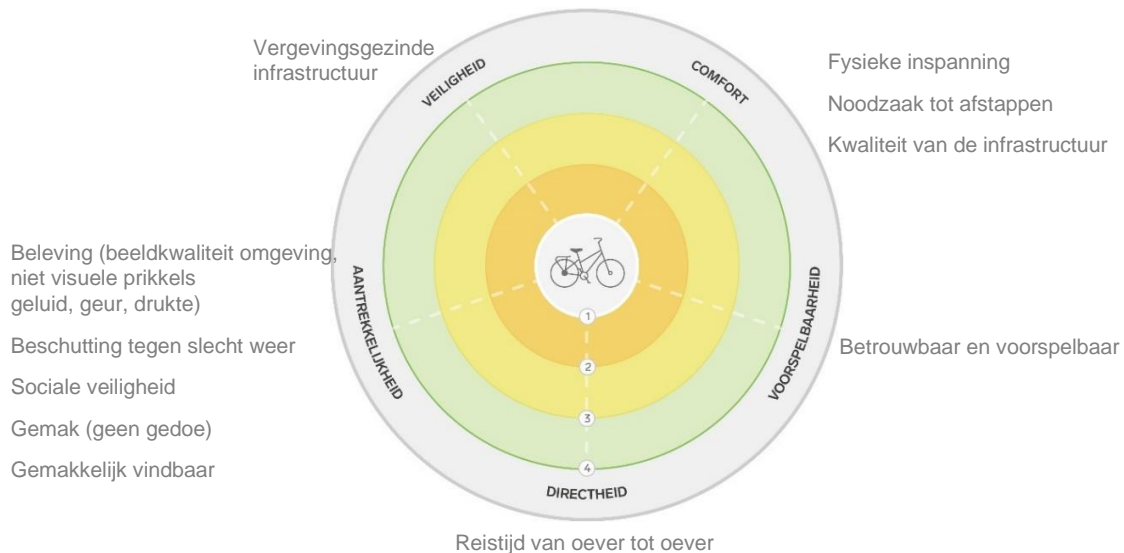 Vergevingsgezinde
infrastructuur
VEILIGHEID
COMFORT
Fysieke inspanning
Noodzaak tot afstappen
Kwaliteit van de infrastructuur
Beleving (beeldkwaliteit omgeving,
niet visuele prikkels
geluid, geur, drukte)
Beschutting tegen slecht weer
Sociale veiligheid
Gemak (geen gedoe)
Gemakkelijk vindbaar
AANTREKKELIJKHEID
VOORSPELBAARHEID
Betrouwbaar en voorspelbaar
1
2
3
4
DIRECTHEID
Reistijd van oever tot oever